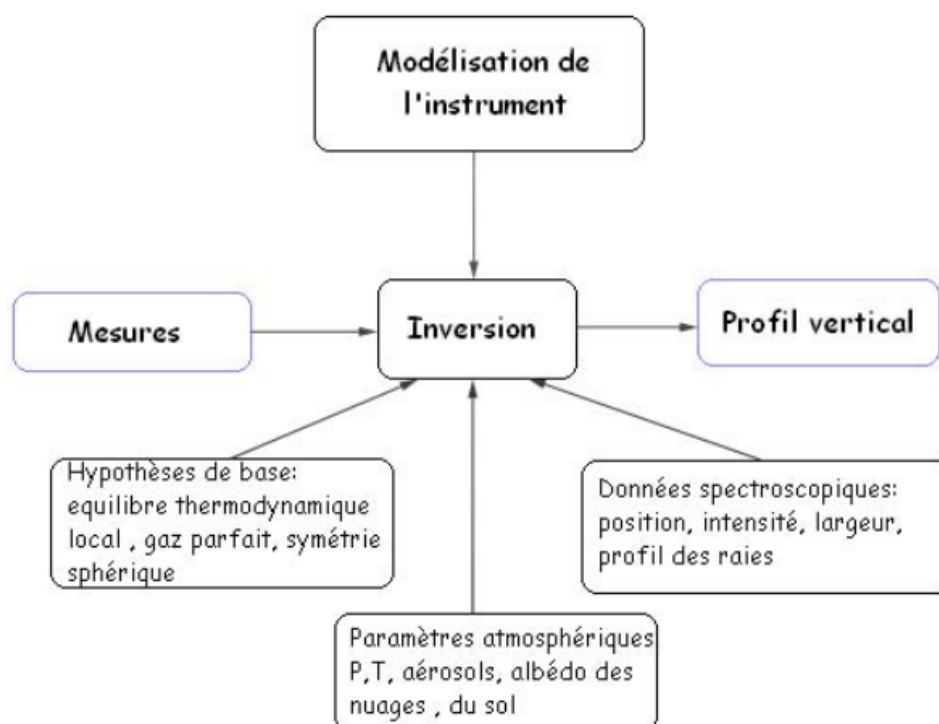 Modélisation de
l'instrument
Mesures
Inversion
Profil vertical
Hypothèses de base:
equilibre thermodynamique
local , gaz parfait, symétrie
sphérique
Données spectroscopiques:
position, intensité, largeur,
profil des raies
Paramètres atmosphériques
P,T, aérosols, albédo des
nuages , du sol